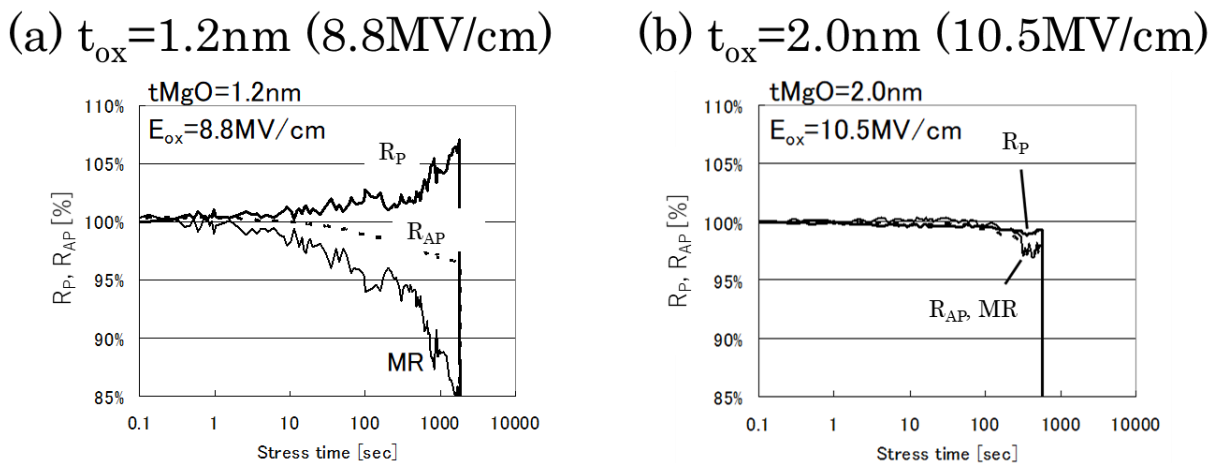 (a) tox=1.2nm (8.8MV/cm)
tMgO=1.2nm
Eox=8.8MV/cm
110%
105%
100%
95%
90%
85%
RP, RAP [%]
RP
RAP
MR
0.1 1 10 100 1000 10000
Stress time [sec]
(b) tox=2.0nm (10.5MV/cm)
tMgO=2.0nm
Eox=10.5MV/cm
110%
105%
100%
95%
90%
85%
RP, RAP [%]
RP
RAP, MR
0.1 1 10 100 1000 10000
Stress time [sec]